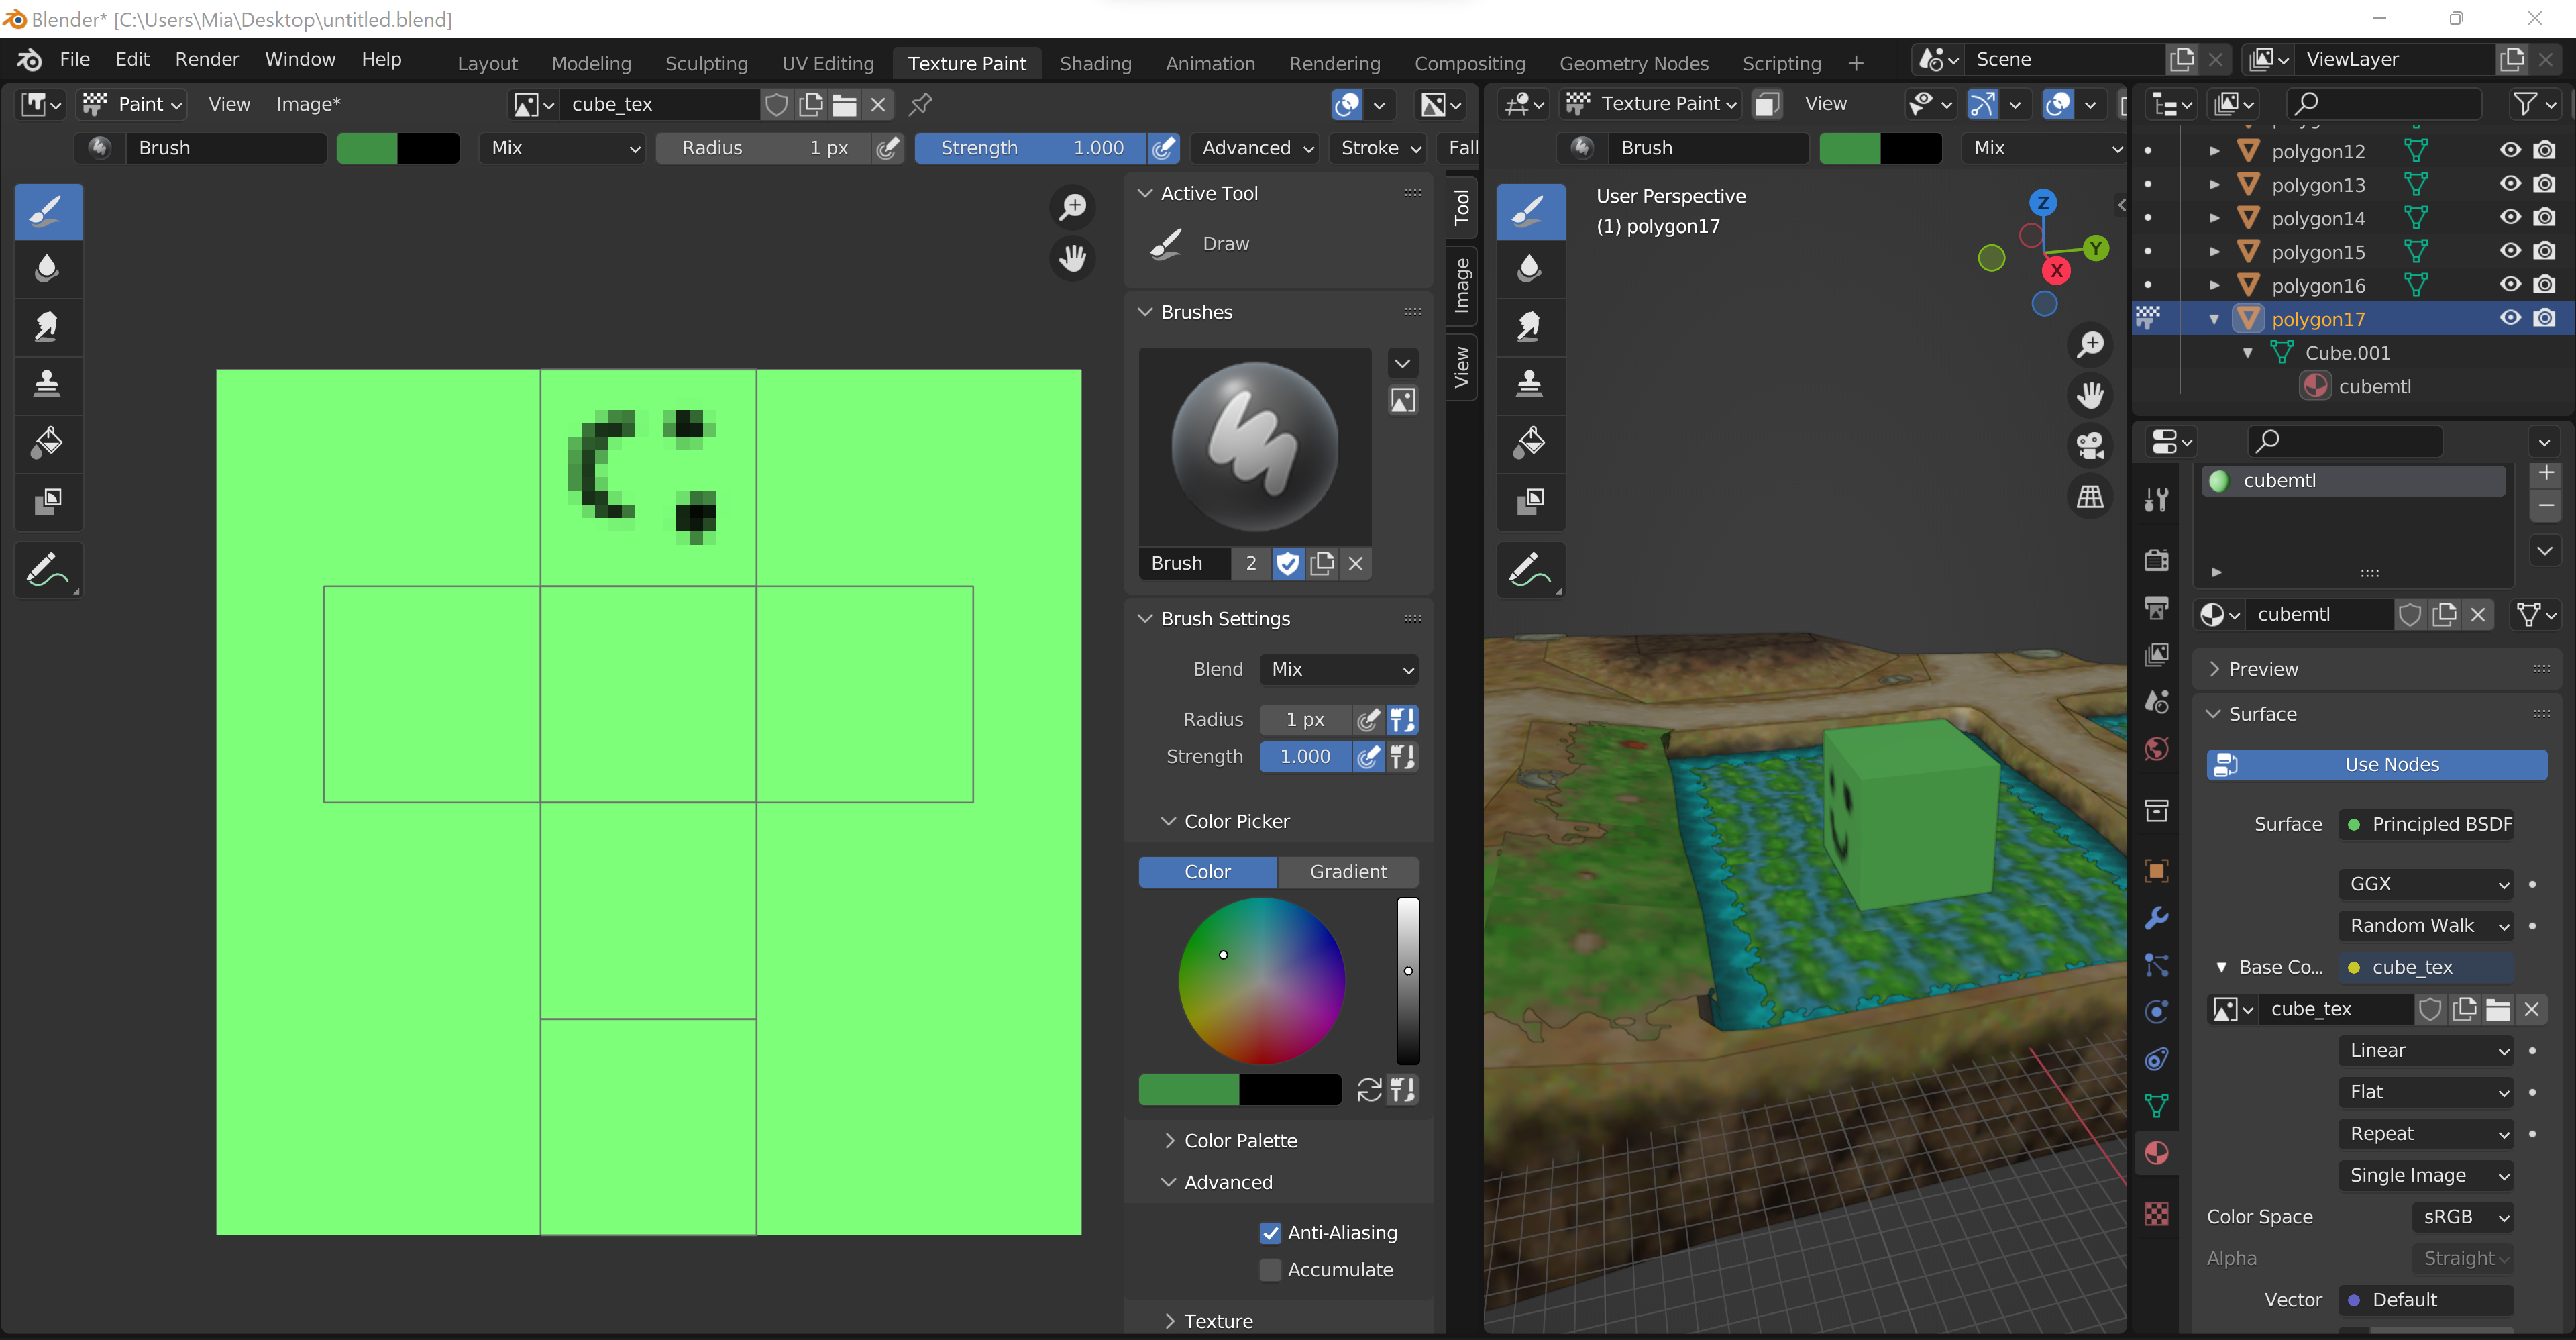 Blender* [C:\Users\Mia\Desktop\untitled.blend]
File Edit Render Window Help Layout Modeling Sculpting UV Editing Texture Paint Shading Animation Rendering Compositing Geometry Nodes Scripting + Scene ViewLayer
Paint View Image* cube_tex
Brush Mix Radius 1 px Strength 1.000 Advanced Stroke Fall
Active Tool
Draw
Brushes
Brush 2
Brush Settings
Blend Mix
Radius 1 px
Strength 1.000
Color Picker
Color Gradient
Color Palette
Advanced
Anti-Aliasing
Accumulate
Texture
Tool
Image
View
Texture Paint View
Brush Mix
User Perspective
(1) polygon17
Z
Y
X
polygon12
polygon13
polygon14
polygon15
polygon16
polygon17
Cube.001
cubemtl
cubemtl
cubemtl
Preview
Surface
Use Nodes
Surface Principled BSDF
GGX
Random Walk
Base Co... cube_tex
cube_tex
Linear
Flat
Repeat
Single Image
Color Space sRGB
Alpha Straight
Vector Default